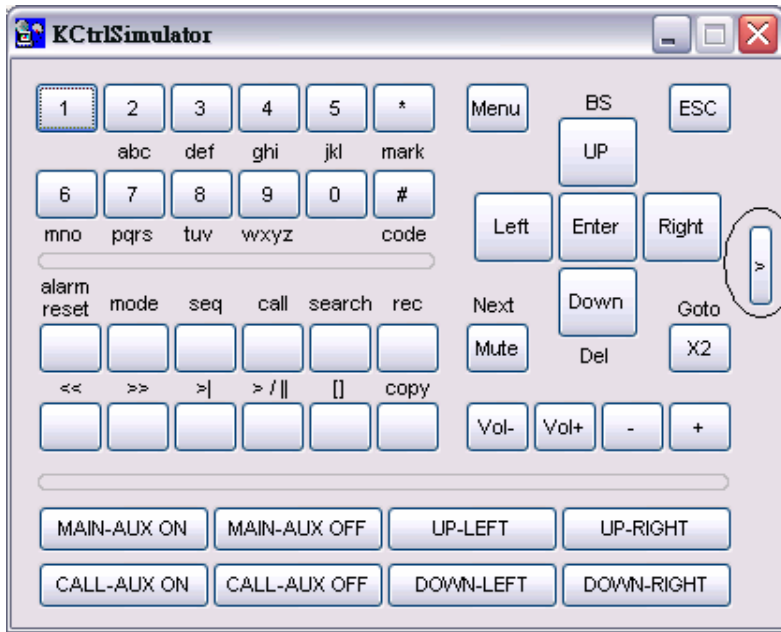 KCtrlSimulator
1 2 3 4 5 * Menu BS ESC
abc def ghi jkl mark UP
6 7 8 9 0 # Left Enter Right >
mno pqrs tuv wxyz code
alarm reset mode seq call search rec Next Down Goto
Mute Del X2
<< >> >| > / || [] copy
Vol- Vol+ - +
MAIN-AUX ON MAIN-AUX OFF UP-LEFT UP-RIGHT
CALL-AUX ON CALL-AUX OFF DOWN-LEFT DOWN-RIGHT